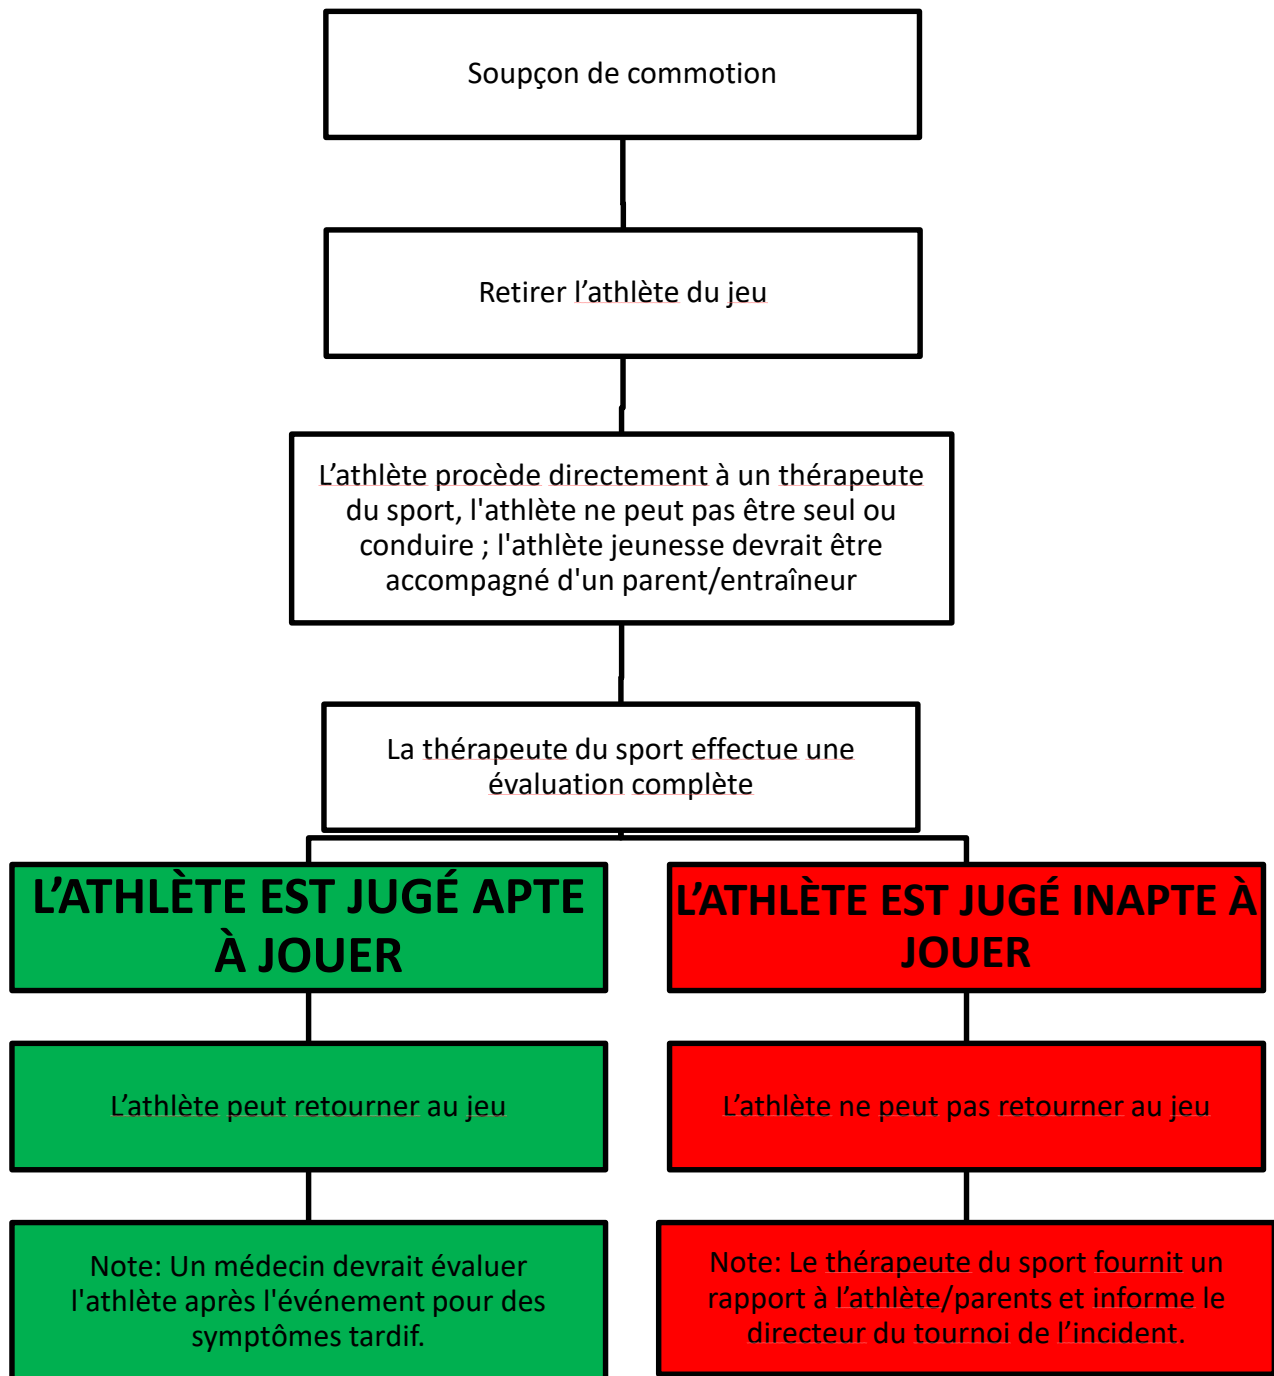 Soupçon de commotion
Retirer l’athlète du jeu
L’athlète procède directement à un thérapeute
du sport, l'athlète ne peut pas être seul ou
conduire ; l'athlète jeunesse devrait être
accompagné d'un parent/entraîneur
La thérapeute du sport effectue une
évaluation complète
L’ATHLÈTE EST JUGÉ APTE
À JOUER
L’athlète peut retourner au jeu
Note: Un médecin devrait évaluer
l'athlète après l'événement pour des
symptômes tardif.
L’ATHLÈTE EST JUGÉ INAPTE À
JOUER
L’athlète ne peut pas retourner au jeu
Note: Le thérapeute du sport fournit un
rapport à l’athlète/parents et informe le
directeur du tournoi de l’incident.